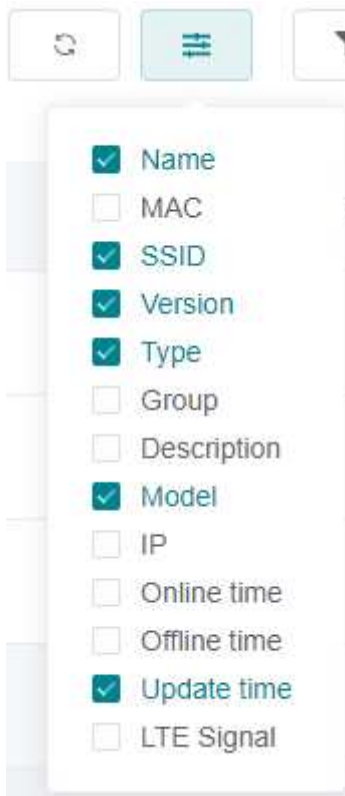 Name
MAC
SSID
Version
Type
Group
Description
Model
IP
Online time
Offline time
Update time
LTE Signal